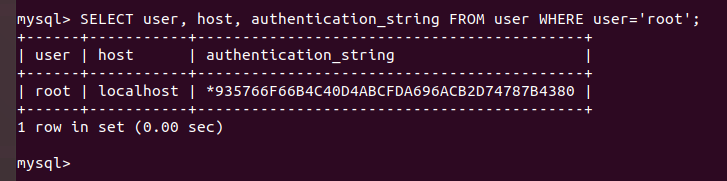 mysql> SELECT user, host, authentication_string FROM user WHERE user='root';
+------+-----------+-------------------------------------------+
| user | host      | authentication_string                     |
+------+-----------+-------------------------------------------+
| root | localhost | *935766F66B4C40D4ABCFDA696ACB2D74787B4380 |
+------+-----------+-------------------------------------------+
1 row in set (0.00 sec)
mysql>